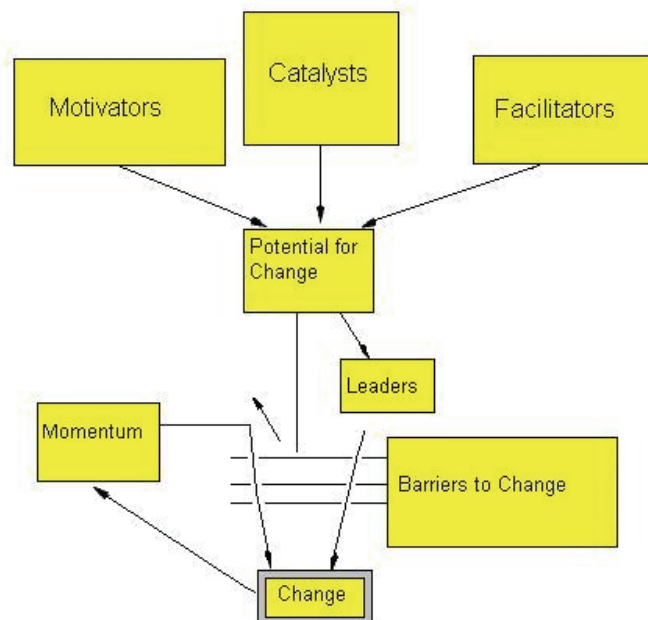 Motivators
Catalysts
Facilitators
Potential for
Change
Leaders
Momentum
Barriers to Change
Change